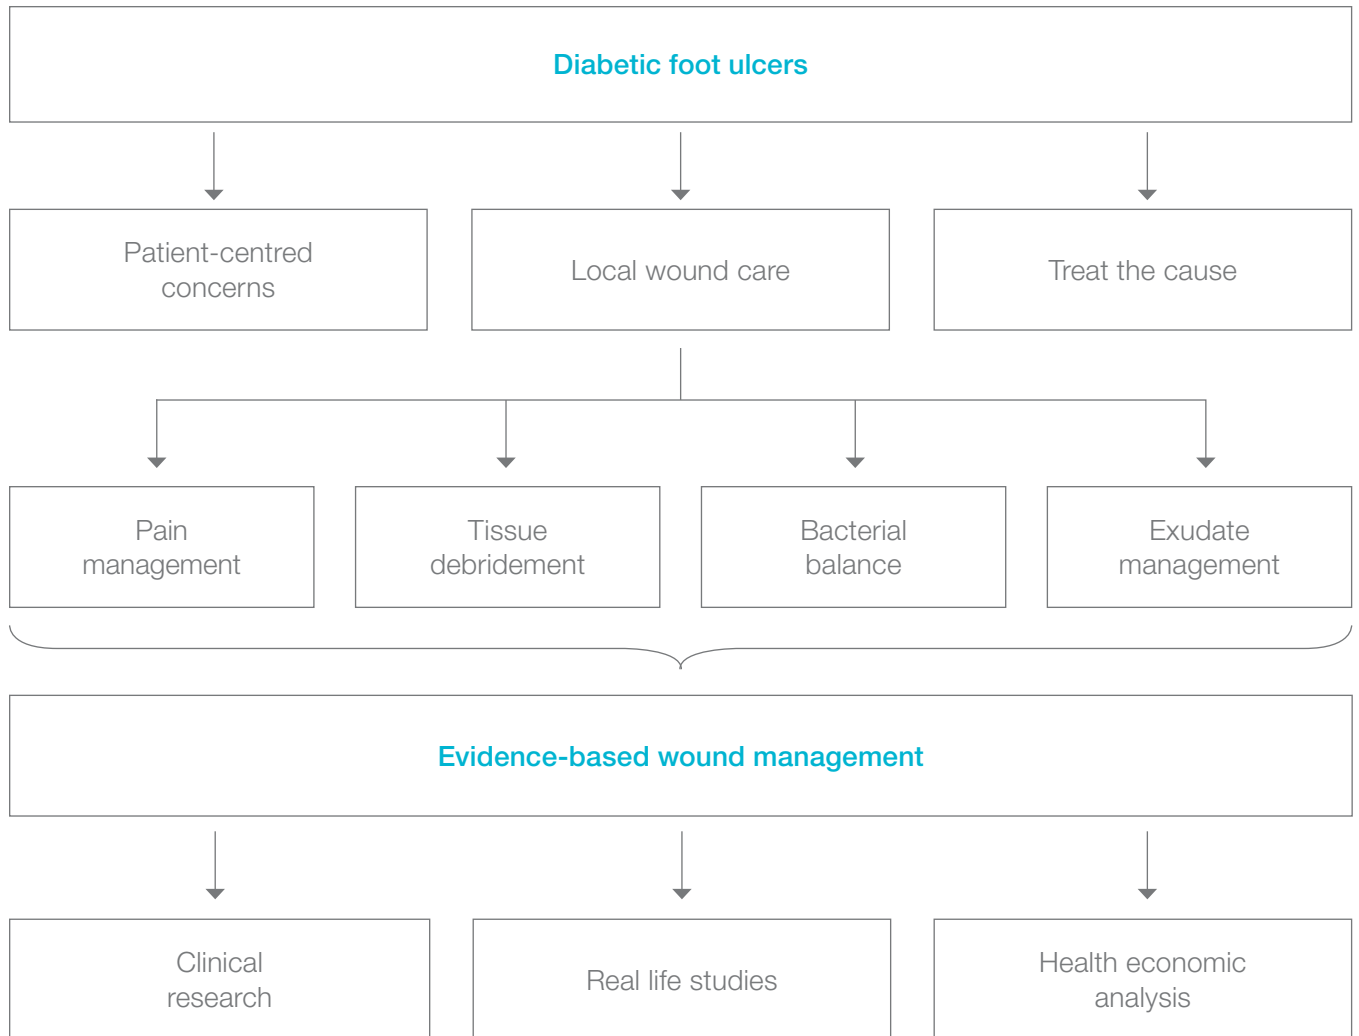 Diabetic foot ulcers
Patient-centred
concerns
Local wound care
Treat the cause
Pain
management
Tissue
debridement
Bacterial
balance
Exudate
management
Evidence-based wound management
Clinical
research
Real life studies
Health economic
analysis